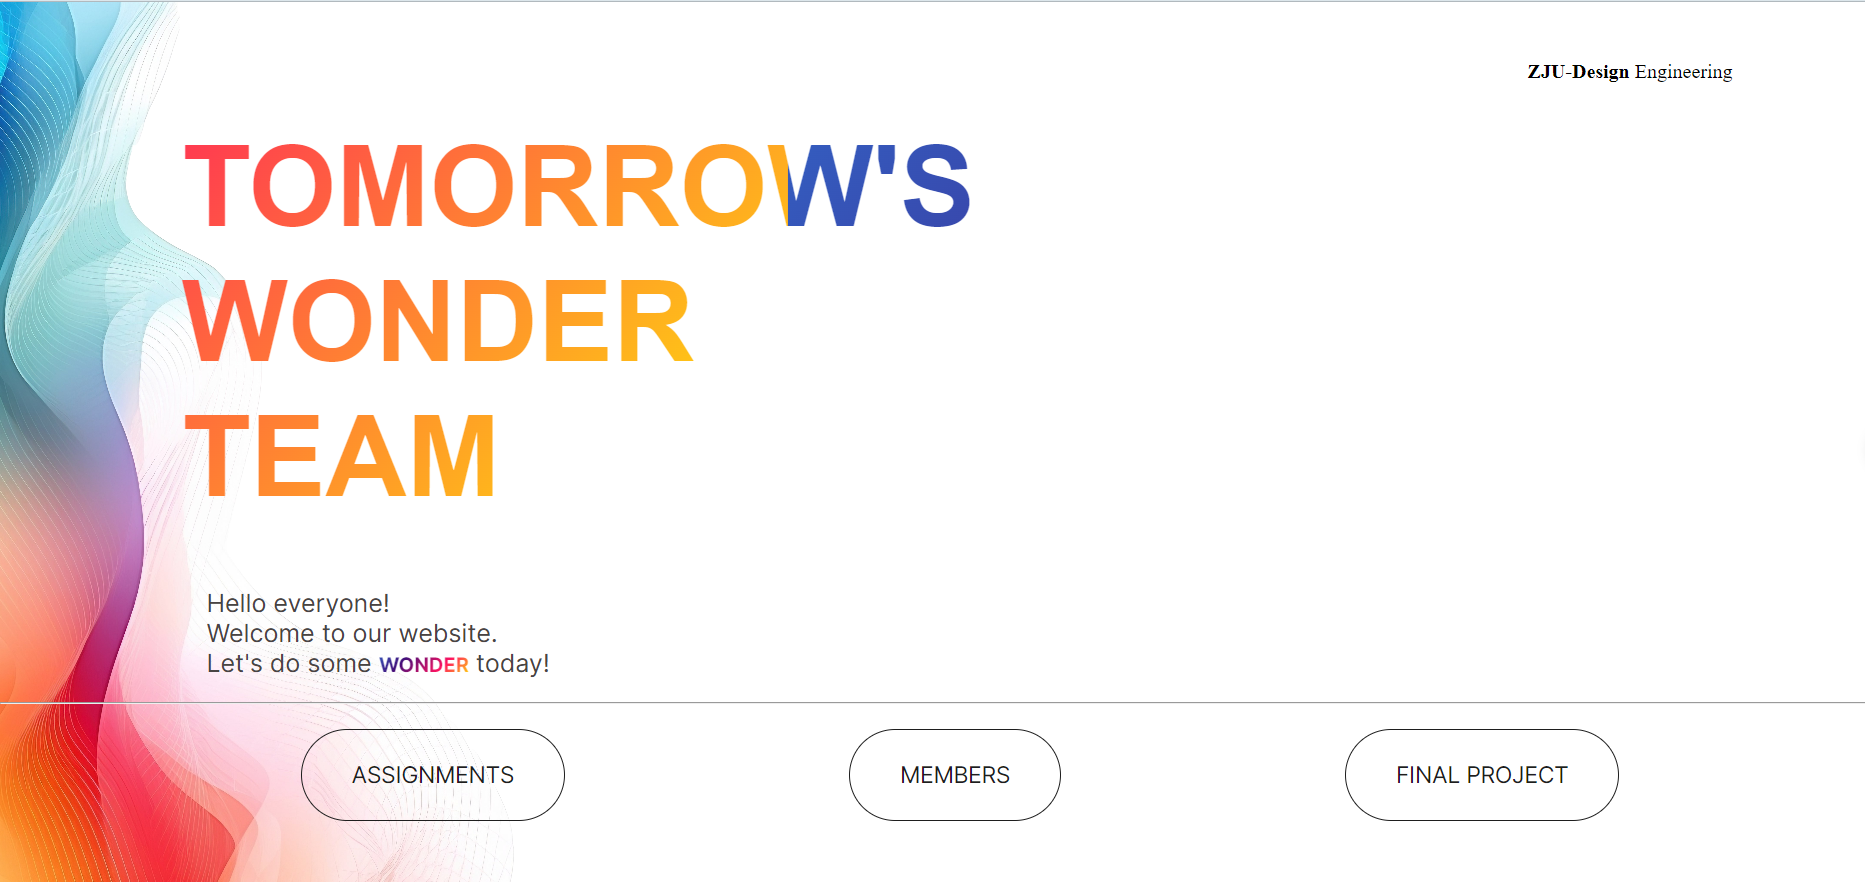 ZJU-Design Engineering
TOMORROW'S
WONDER
TEAM
Hello everyone!
Welcome to our website.
Let's do some WONDER today!
ASSIGNMENTS
MEMBERS
FINAL PROJECT